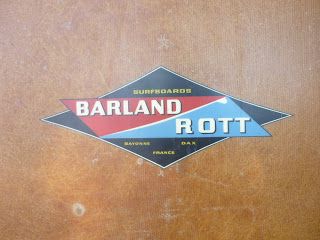 SURFBOARDS
BARLAND
ROTT
BAYONNE DAX
FRANCE